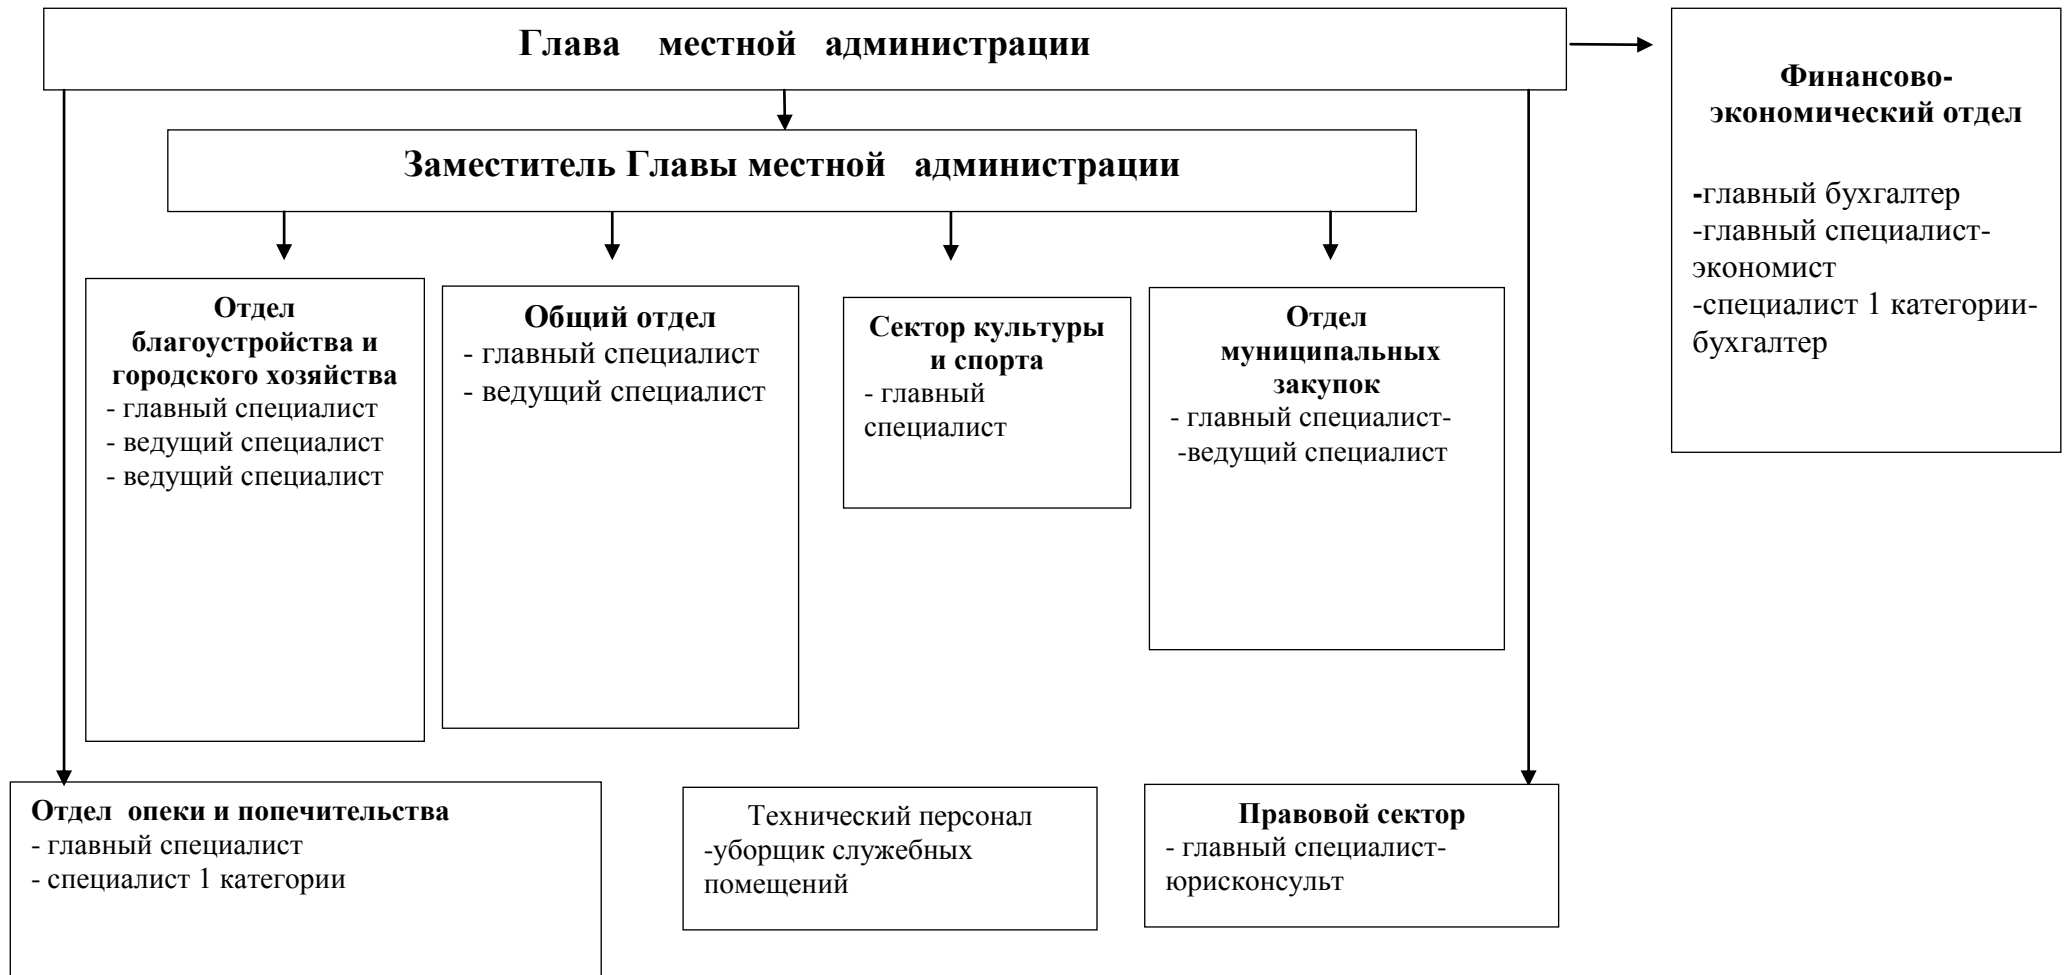 Глава местной администрации
Финансово-
экономический отдел
-главный бухгалтер
-главный специалист-
экономист
-специалист 1 категории-
бухгалтер
Заместитель Главы местной администрации
Отдел
благоустройства и
городского хозяйства
- главный специалист
- ведущий специалист
- ведущий специалист
Общий отдел
- главный специалист
- ведущий специалист
Сектор культуры
и спорта
- главный
специалист
Отдел
муниципальных
закупок
- главный специалист-
-ведущий специалист
Отдел опеки и попечительства
- главный специалист
- специалист 1 категории
Технический персонал
-уборщик служебных
помещений
Правовой сектор
- главный специалист-
юрисконсульт